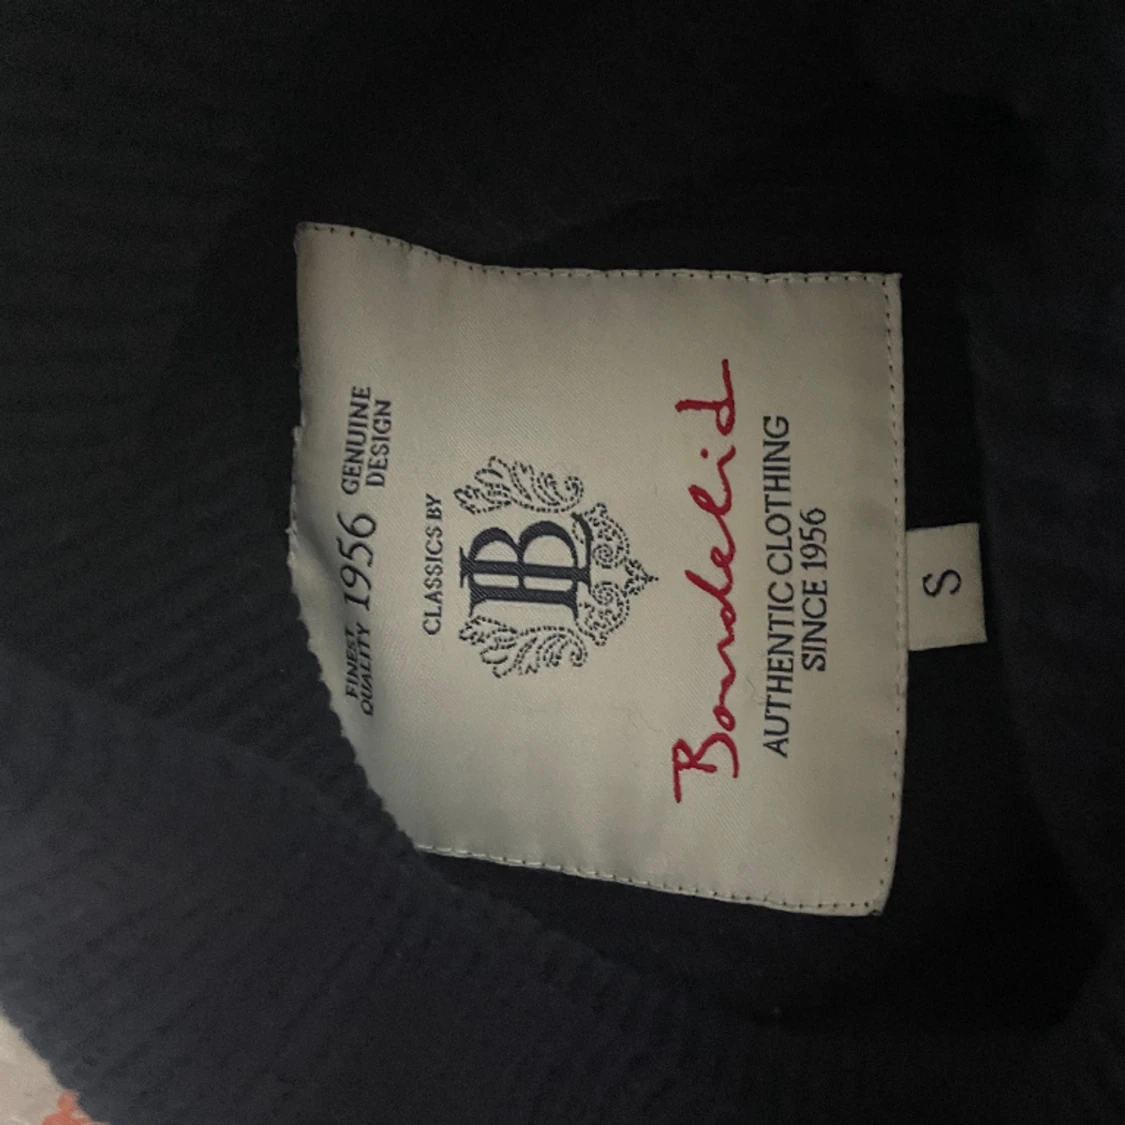 FINEST QUALITY 1956 GENUINE DESIGN
CLASSICS BY
B
Bondelid
AUTHENTIC CLOTHING
SINCE 1956
S